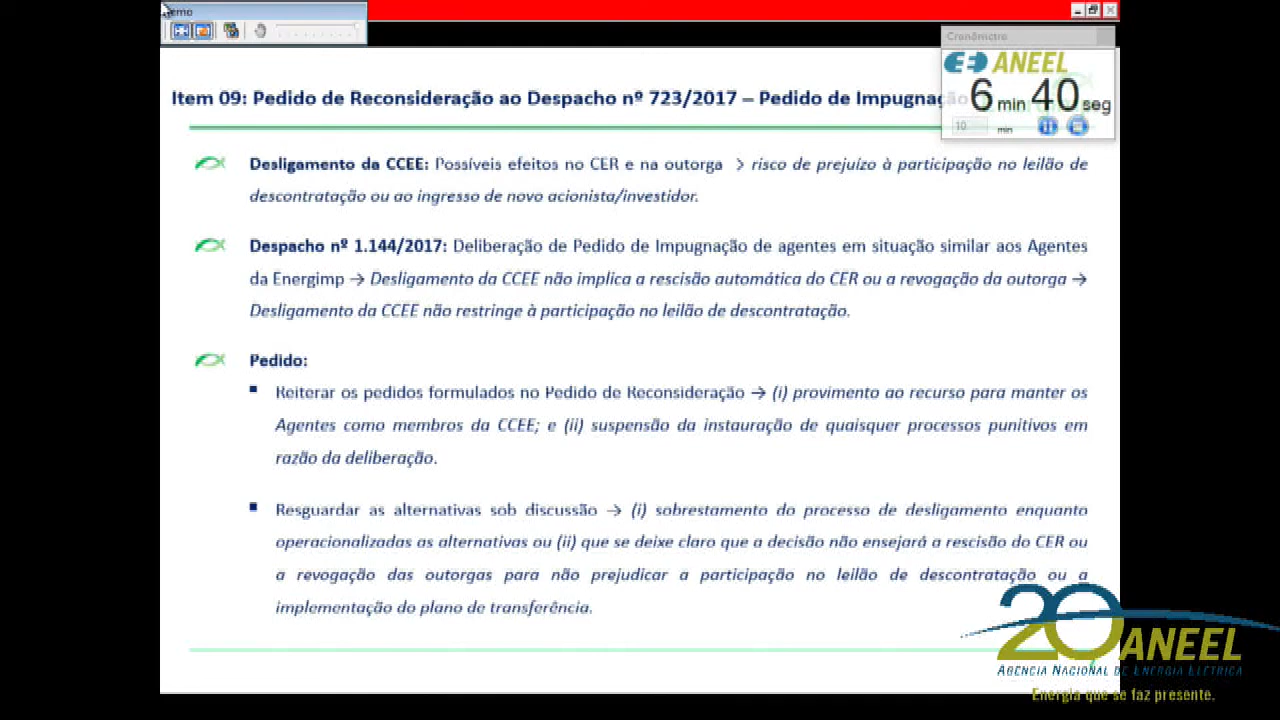 emo
Cronômetro
ANEEL
6 min 40 seg
10
min
Item 09: Pedido de Reconsideração ao Despacho nº 723/2017 – Pedido de Impugnação
Desligamento da CCEE: Possíveis efeitos no CER e na outorga → risco de prejuízo à participação no leilão de
descontratação ou ao ingresso de novo acionista/investidor.
Despacho nº 1.144/2017: Deliberação de Pedido de Impugnação de agentes em situação similar aos Agentes
da Energimp → Desligamento da CCEE não implica a rescisão automática do CER ou a revogação da outorga →
Desligamento da CCEE não restringe à participação no leilão de descontratação.
Pedido:
Reiterar os pedidos formulados no Pedido de Reconsideração → (i) provimento ao recurso para manter os
Agentes como membros da CCEE; e (ii) suspensão da instauração de quaisquer processos punitivos em
razão da deliberação.
Resguardar as alternativas sob discussão → (i) sobrestamento do processo de desligamento enquanto
operacionalizadas as alternativas ou (ii) que se deixe claro que a decisão não ensejará a rescisão do CER ou
a revogação das outorgas para não prejudicar a participação no leilão de descontratação ou a
implementação do plano de transferência.
20 ANEEL
AGÊNCIA NACIONAL DE ENERGIA ELÉTRICA
Energia que se faz presente.